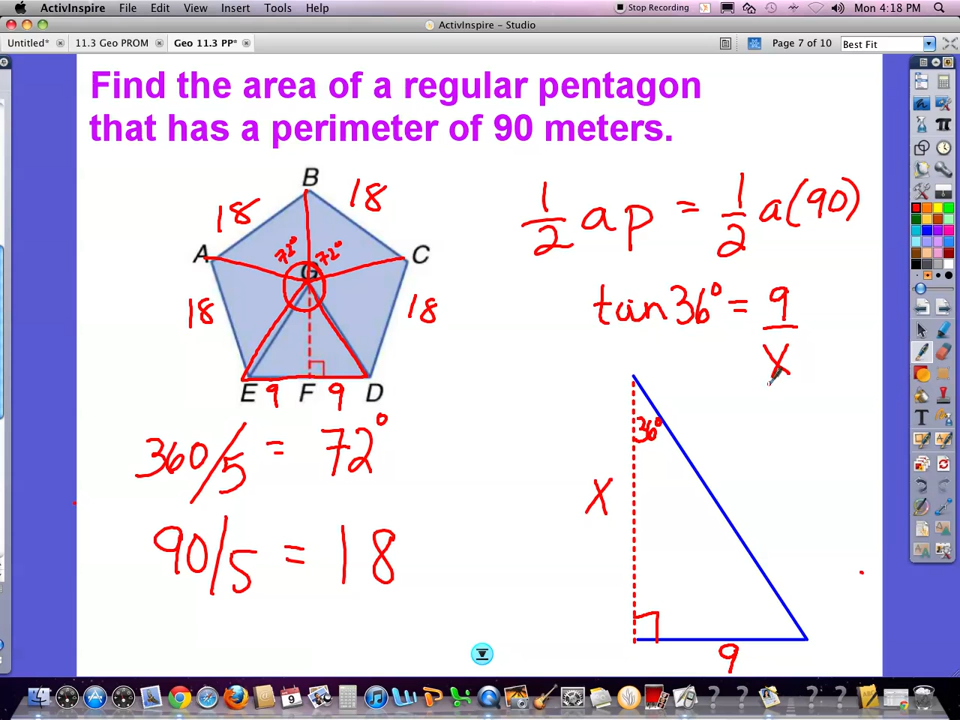 ActivInspire File Edit View Insert Tools Help Stop Recording Mon 4:18 PM
ActivInspire - Studio
Untitled* 11.3 Geo PROM Geo 11.3 PP* Page 7 of 10 Best Fit
Find the area of a regular pentagon
that has a perimeter of 90 meters.
B
18 18
A 72° 72° C
G
18 18
E 9 F 9 D
360/5 = 72°
90/5 = 18
1/2 ap = 1/2 a(90)
tan 36° = 9/x
36°
x
9